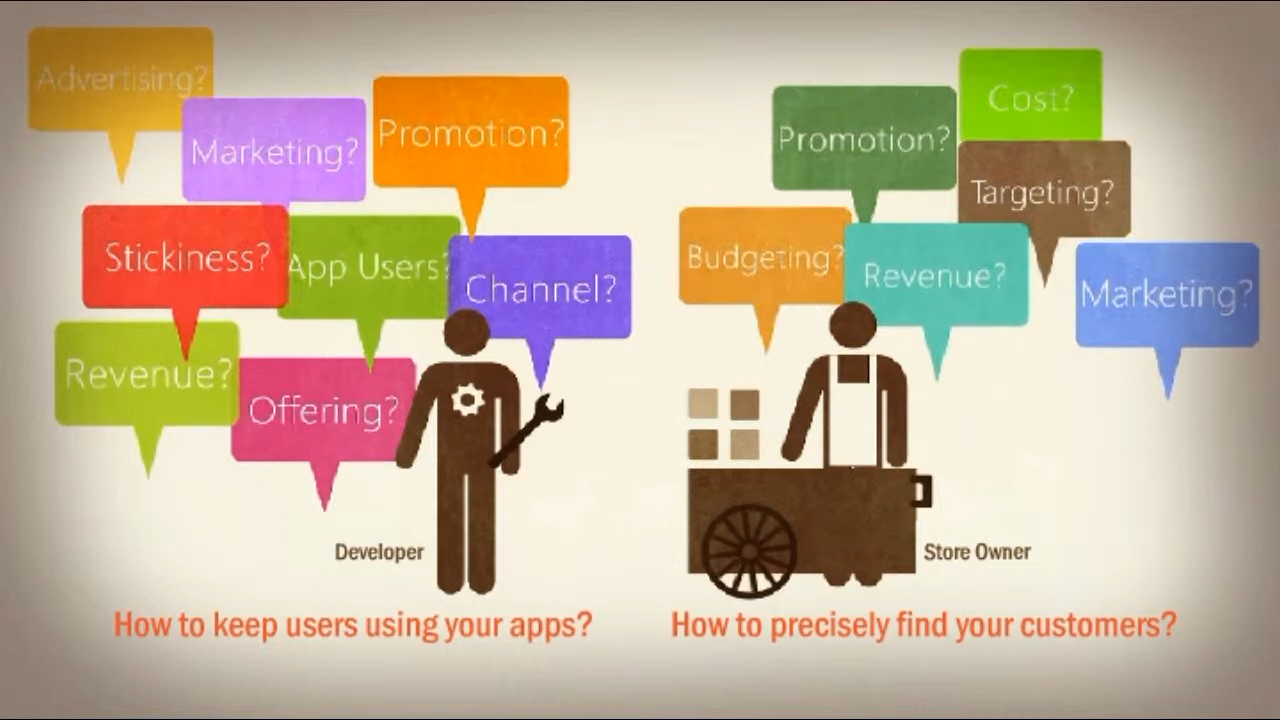 Advertising?
Marketing?
Promotion?
Stickiness?
App Users?
Channel?
Revenue?
Offering?
Developer
How to keep users using your apps?
Cost?
Promotion?
Targeting?
Budgeting?
Revenue?
Marketing?
Store Owner
How to precisely find your customers?